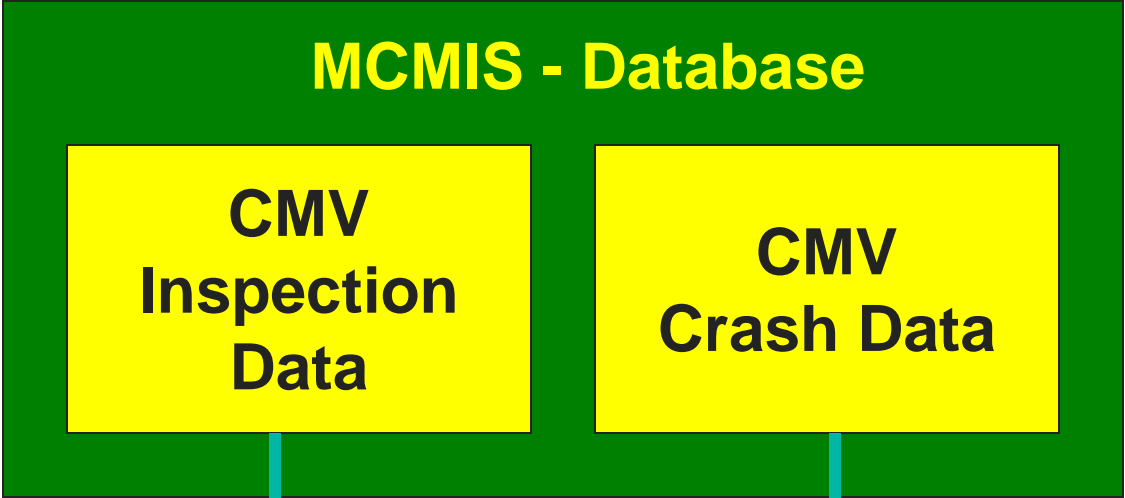 MCMIS - Database
CMV
Inspection
Data
CMV
Crash Data